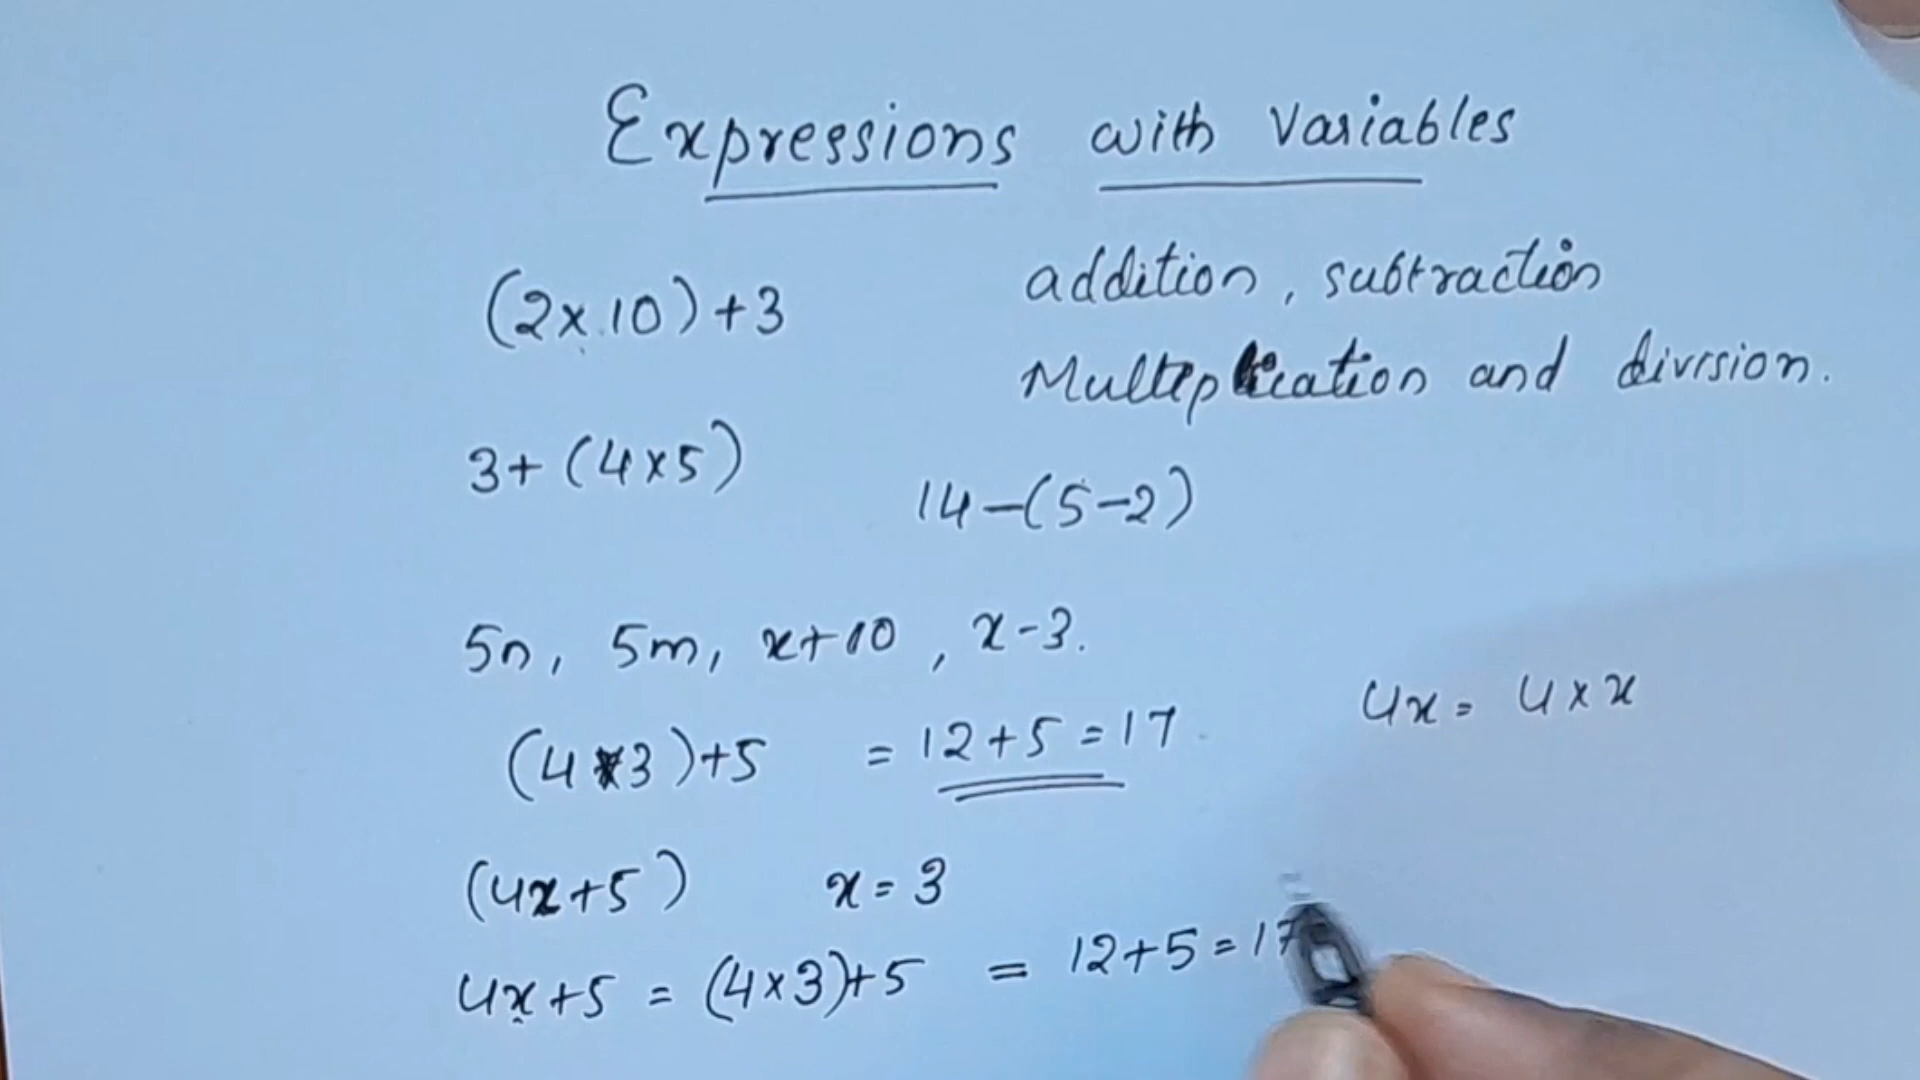 Expressions with Variables
(2x10)+3
addition, subtraction
Multiplication and division.
3+(4x5)
14-(5-2)
5n, 5m, x+10, x-3.
4x = 4xx
(4x3)+5 = 12+5=17
(4x+5) x=3
4x+5 = (4x3)+5 = 12+5=17